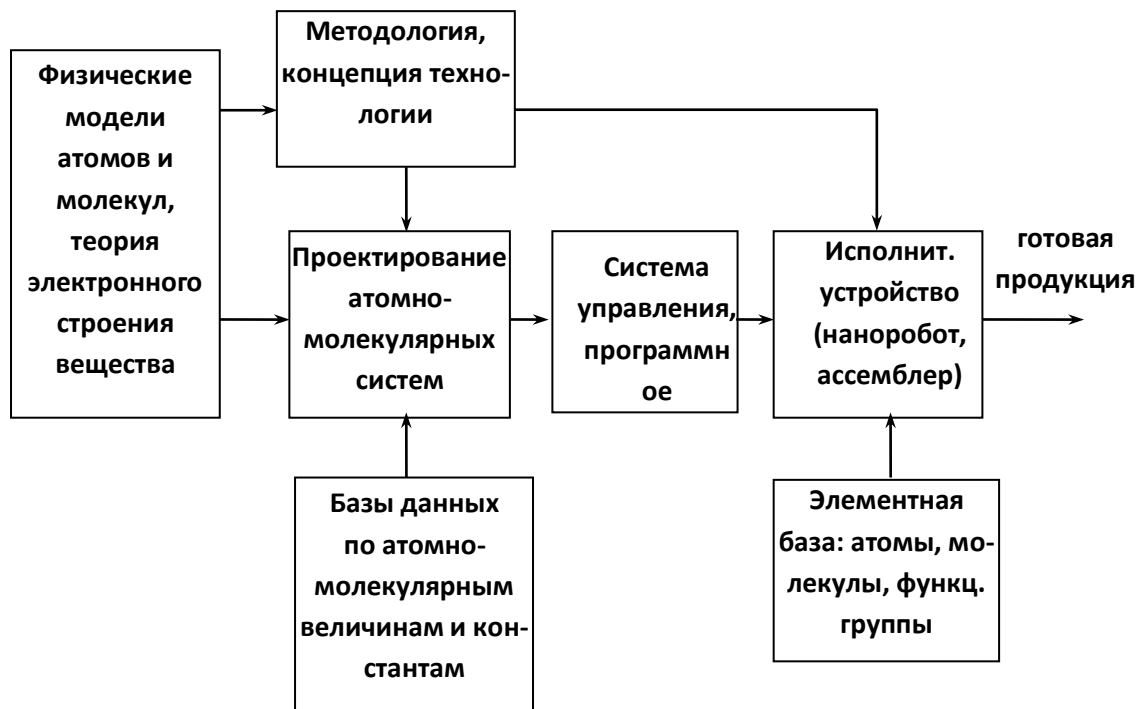 Физические
модели
атомов и
молекул,
теория
электронного
строения
вещества
Методология,
концепция техно-
логии
Проектирование
атомно-
молекулярных
систем
Система
управления,
программн
ое
Исполнит.
устройство
(наноробот,
ассемблер)
готовая
продукция
Базы данных
по атомно-
молекулярным
величинам и кон-
стантам
Элементная
база: атомы, мо-
лекулы, функц.
группы